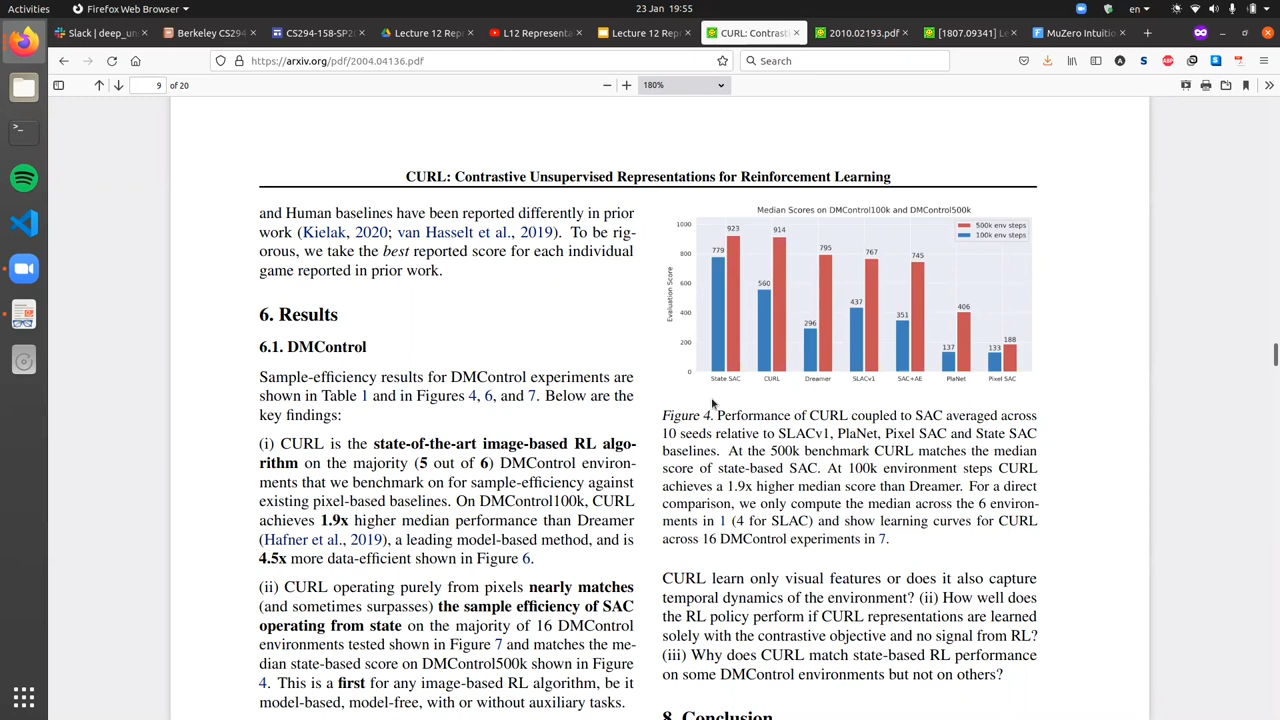 Activities
Firefox Web Browser
23 Jan 19:55
en
Slack | deep_un
Berkeley CS294
CS294-158-SP2
Lecture 12 Rep
L12 Representa
Lecture 12 Rep
CURL: Contrast
2010.02193.pdf
[1807.09341] Le
MuZero Intuitio
https://arxiv.org/pdf/2004.04136.pdf
Search
9 of 20
180%
CURL: Contrastive Unsupervised Representations for Reinforcement Learning
and Human baselines have been reported differently in prior
work (Kielak, 2020; van Hasselt et al., 2019). To be rig-
orous, we take the best reported score for each individual
game reported in prior work.
6. Results
6.1. DMControl
Sample-efficiency results for DMControl experiments are
shown in Table 1 and in Figures 4, 6, and 7. Below are the
key findings:
(i) CURL is the state-of-the-art image-based RL algo-
rithm on the majority (5 out of 6) DMControl environ-
ments that we benchmark on for sample-efficiency against
existing pixel-based baselines. On DMControl100k, CURL
achieves 1.9x higher median performance than Dreamer
(Hafner et al., 2019), a leading model-based method, and is
4.5x more data-efficient shown in Figure 6.
(ii) CURL operating purely from pixels nearly matches
(and sometimes surpasses) the sample efficiency of SAC
operating from state on the majority of 16 DMControl
environments tested shown in Figure 7 and matches the me-
dian state-based score on DMControl500k shown in Figure
4. This is a first for any image-based RL algorithm, be it
model-based, model-free, with or without auxiliary tasks.
Median Scores on DMControl100k and DMControl500k
500k env steps
100k env steps
Evaluation Score
1000
800
600
400
200
0
779 923
560 914
296 795
437 767
351 745
137 406
133 188
State SAC CURL Dreamer SLACv1 SAC+AE PlaNet Pixel SAC
Figure 4. Performance of CURL coupled to SAC averaged across
10 seeds relative to SLACv1, PlaNet, Pixel SAC and State SAC
baselines. At the 500k benchmark CURL matches the median
score of state-based SAC. At 100k environment steps CURL
achieves a 1.9x higher median score than Dreamer. For a direct
comparison, we only compute the median across the 6 environ-
ments in 1 (4 for SLAC) and show learning curves for CURL
across 16 DMControl experiments in 7.
CURL learn only visual features or does it also capture
temporal dynamics of the environment? (ii) How well does
the RL policy perform if CURL representations are learned
solely with the contrastive objective and no signal from RL?
(iii) Why does CURL match state-based RL performance
on some DMControl environments but not on others?
8. Conclusion